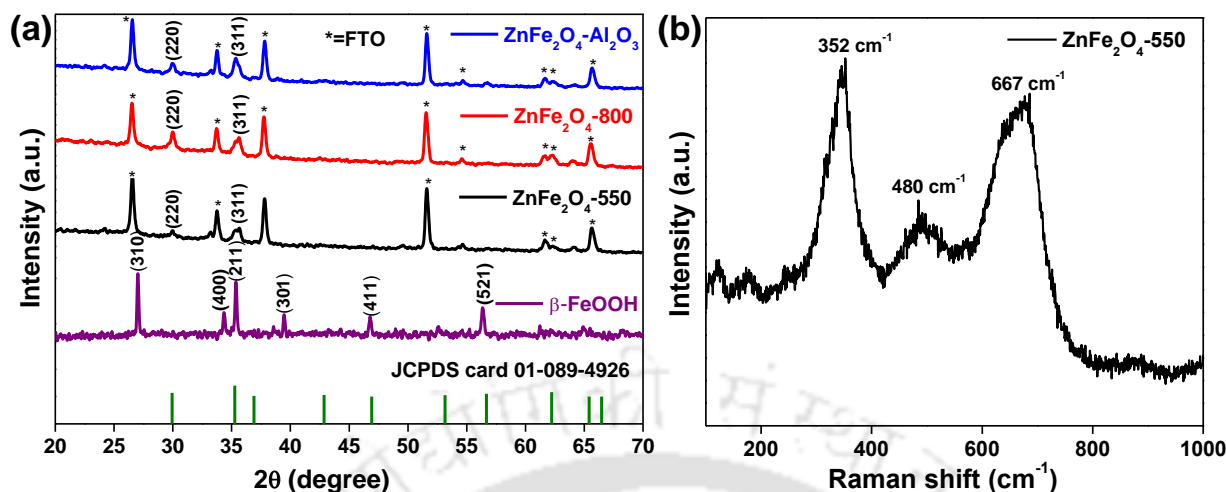 (a)
*=FTO
ZnFe₂O₄-Al₂O₃
* (220) * (311) * * * * * *
ZnFe₂O₄-800
* (220) * (311) * * * * * *
ZnFe₂O₄-550
* (220) * (311) * * * *
β-FeOOH
(310) (400) (211) (301) (411) (521)
JCPDS card 01-089-4926
20 25 30 35 40 45 50 55 60 65 70
2θ (degree)
Intensity (a.u.)
(b)
ZnFe₂O₄-550
352 cm⁻¹
480 cm⁻¹
667 cm⁻¹
200 400 600 800 1000
Raman shift (cm⁻¹)
Intensity (a.u.)